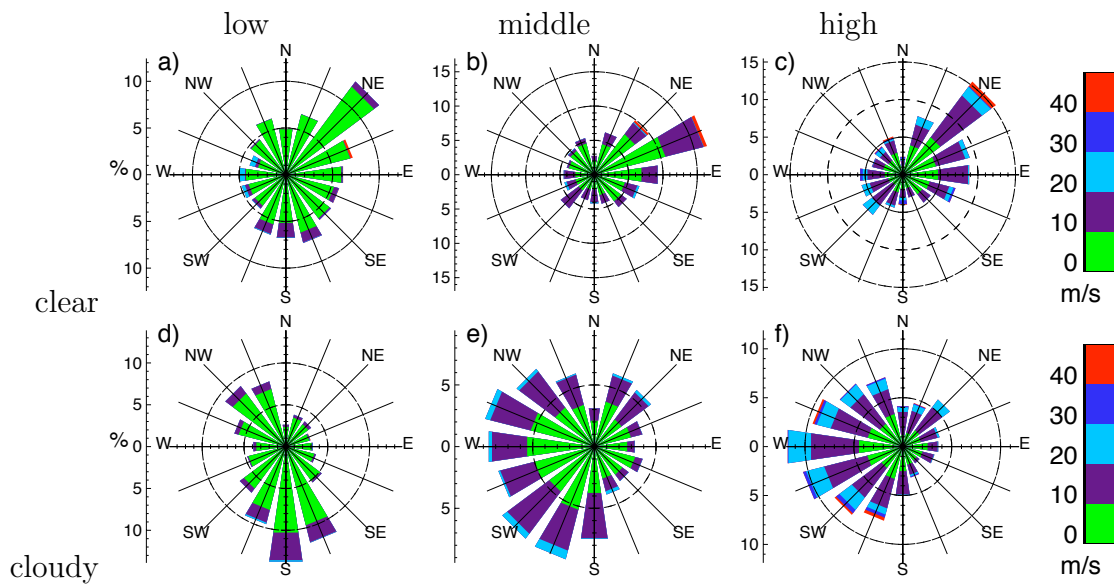 low middle high
a) N NW NE W E SW SE S % 10 5 0 5 10
b) N NW NE W E SW SE S 15 10 5 0 5 10 15
c) N NW NE W E SW SE S 15 10 5 0 5 10 15
40 30 20 10 0 m/s
clear
d) N NW NE W E SW SE S % 10 5 0 5 10
e) N NW NE W E SW SE S 5 0 5
f) N NW NE W E SW SE S 10 5 0 5 10
40 30 20 10 0 m/s
cloudy